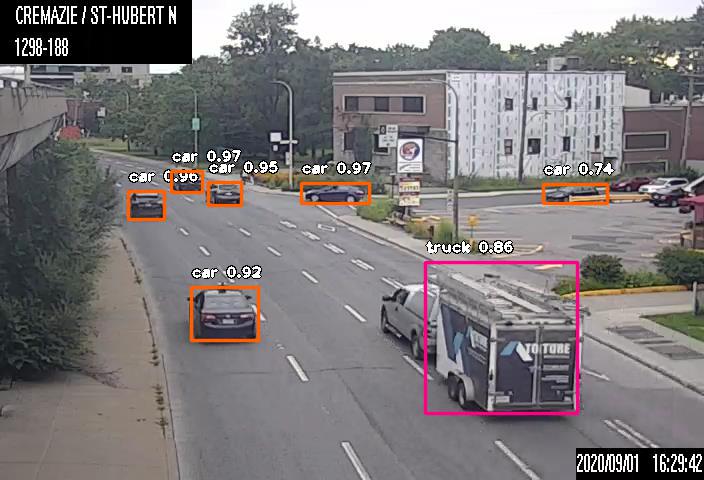 CREMAZIE / ST-HUBERT N
1298-188
car 0.97
car 0.96
car 0.95
car 0.97
car 0.74
truck 0.86
car 0.92
TOITURE
2020/09/01 16:29:42